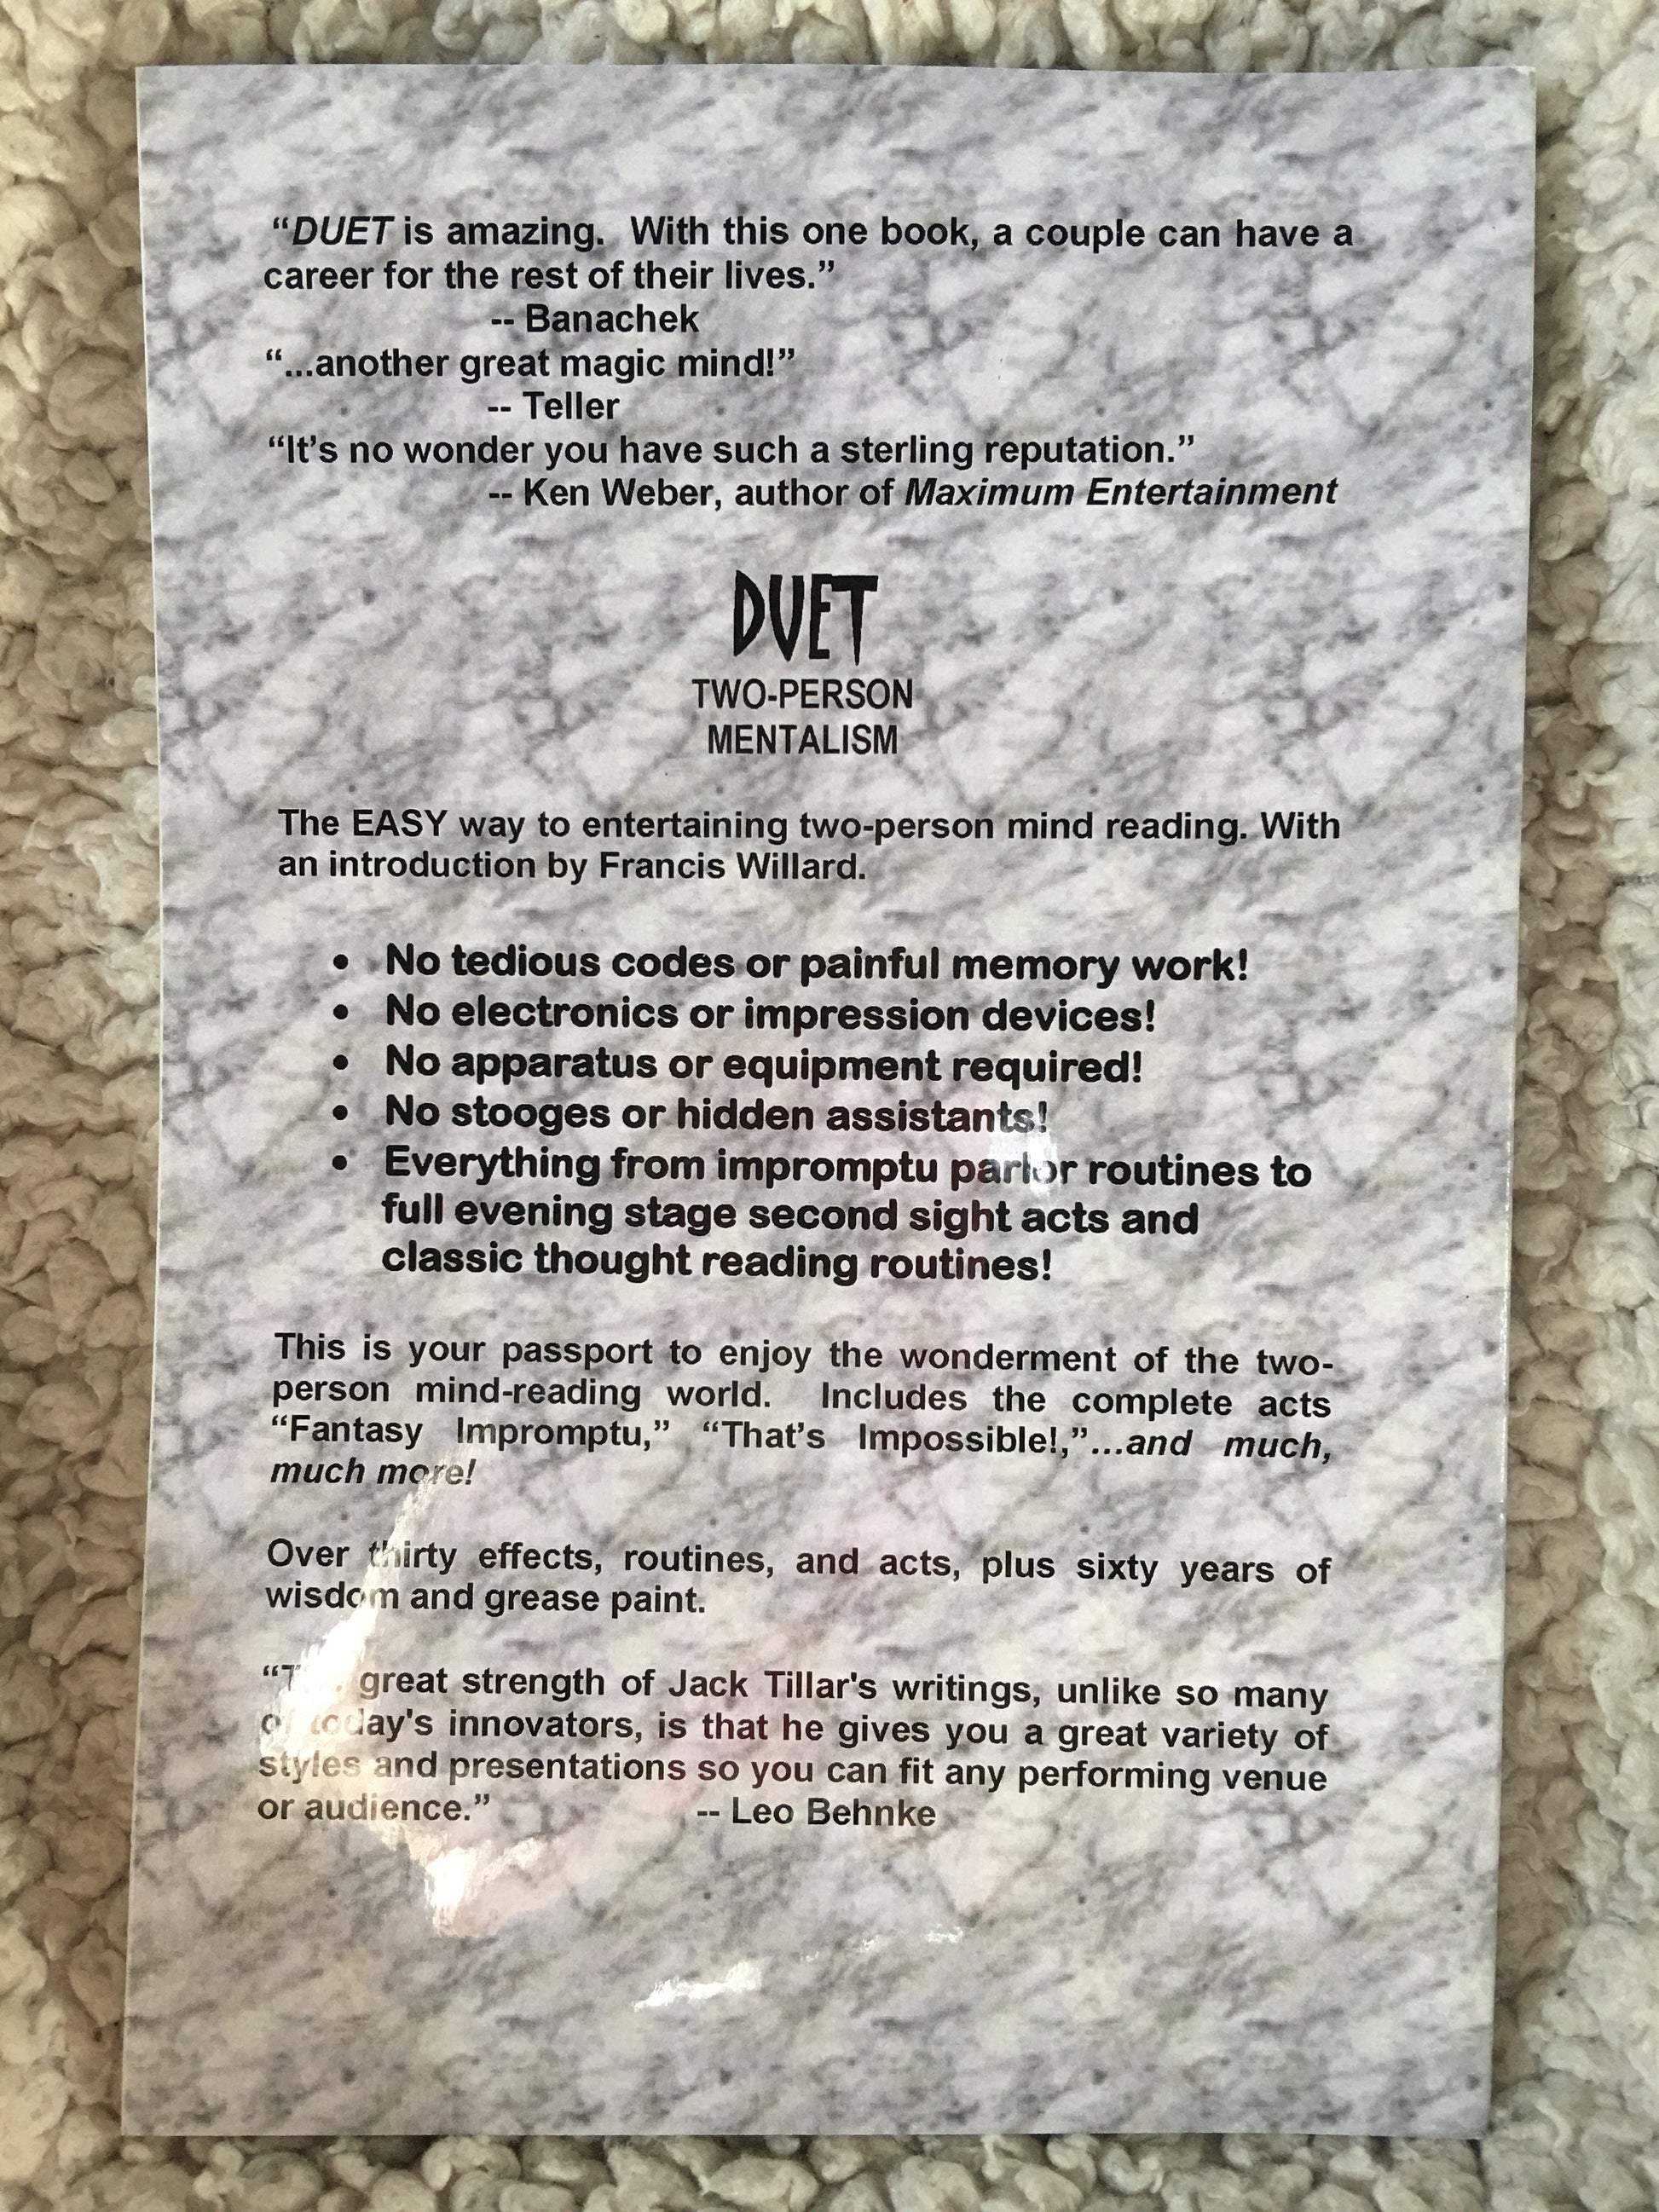 “DUET is amazing.  With this one book, a couple can have a
career for the rest of their lives.”
-- Banachek
“...another great magic mind!”
-- Teller
“It’s no wonder you have such a sterling reputation.”
-- Ken Weber, author of Maximum Entertainment
DUET
TWO-PERSON
MENTALISM
The EASY way to entertaining two-person mind reading. With
an introduction by Francis Willard.
• No tedious codes or painful memory work!
• No electronics or impression devices!
• No apparatus or equipment required!
• No stooges or hidden assistants!
• Everything from impromptu parlor routines to
full evening stage second sight acts and
classic thought reading routines!
This is your passport to enjoy the wonderment of the two-
person mind-reading world.  Includes the complete acts
“Fantasy Impromptu,” “That’s Impossible!,”...and much,
much more!
Over thirty effects, routines, and acts, plus sixty years of
wisdom and grease paint.
great strength of Jack Tillar's writings, unlike so many
of today's innovators, is that he gives you a great variety of
styles and presentations so you can fit any performing venue
or audience.” -- Leo Behnke